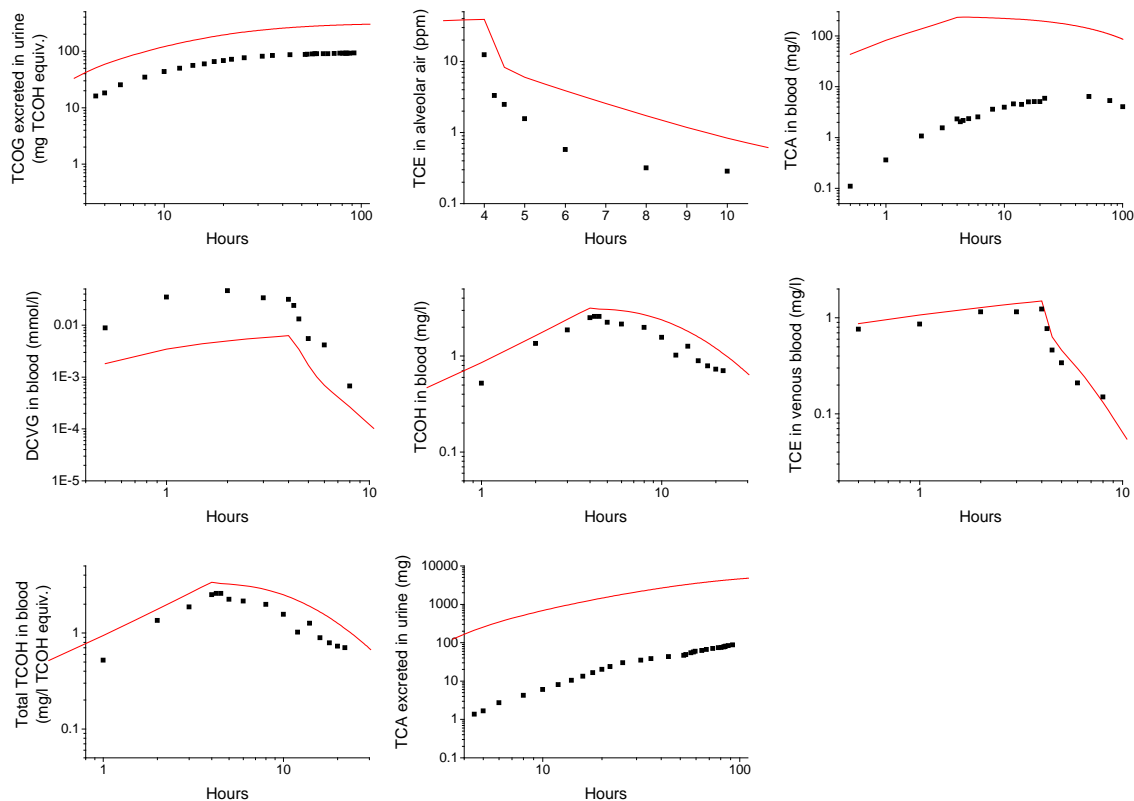 TCOG excreted in urine
(mg TCOH equiv.)
100
10
1
10
100
Hours
TCE in alveolar air (ppm)
10
1
0.1
4
5
6
7
8
9
10
Hours
TCA in blood (mg/l)
100
10
1
0.1
1
10
100
Hours
DCVG in blood (mmol/l)
0.01
1E-3
1E-4
1E-5
1
10
Hours
TCOH in blood (mg/l)
1
0.1
1
10
Hours
TCE in venous blood (mg/l)
1
0.1
1
10
Hours
Total TCOH in blood
(mg/l TCOH equiv.)
1
0.1
1
10
Hours
TCA excreted in urine (mg)
10000
1000
100
10
1
0.1
10
100
Hours